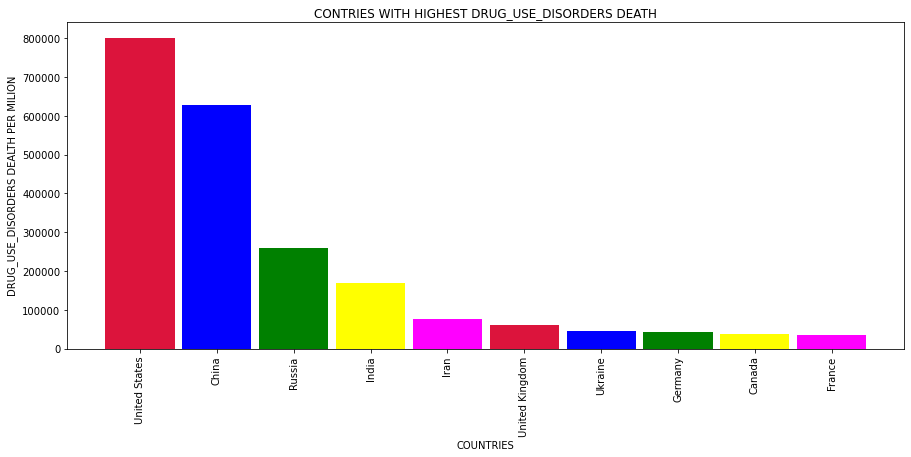 CONTRIES WITH HIGHEST DRUG_USE_DISORDERS DEATH
DRUG_USE_DISORDERS DEALTH PER MILION
800000
700000
600000
500000
400000
300000
200000
100000
0
United States
China
Russia
India
Iran
United Kingdom
Ukraine
Germany
Canada
France
COUNTRIES